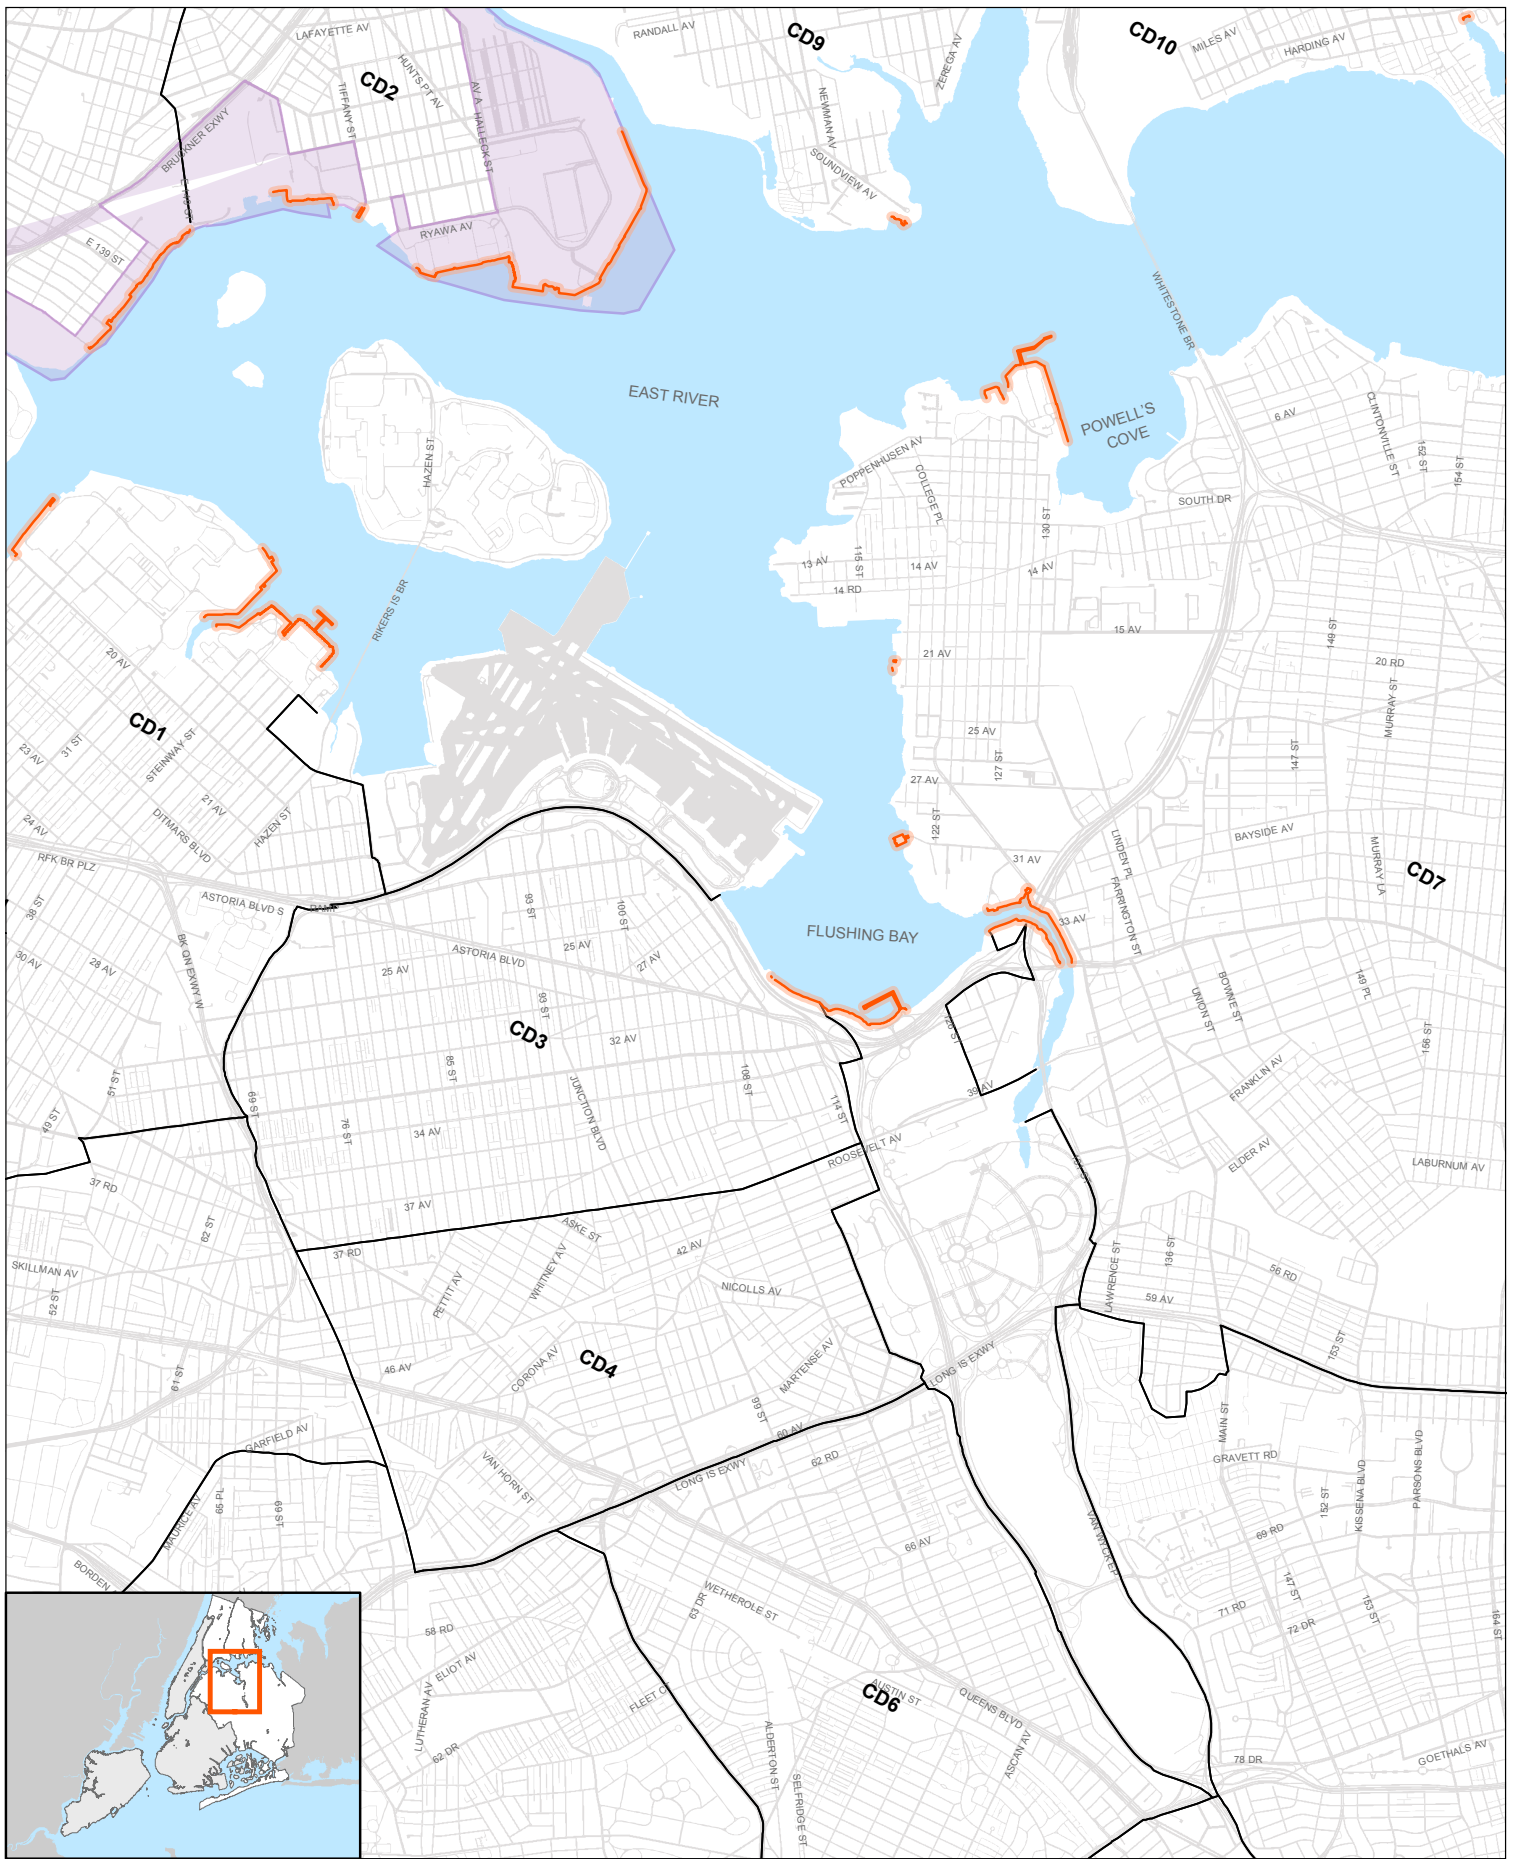 CD9
CD10
RANDALL AV
LAFAYETTE AV
MILES AV
HARDING AV
HUNTS PT AV
CD2
ZEREGA AV
TIFFANY ST
AV A HALLECK ST
NEWMAN AV
BRUCKNER EXWY
SOUNDVIEW AV
RYAWA AV
E 139 ST
WHITESTONE BR
EAST RIVER
POWELL'S
COVE
6 AV
CLINTONVILLE ST
152 ST
154 ST
HAZEN ST
POPPENHUSEN AV
COLLEGE PL
SOUTH DR
130 ST
115 ST
13 AV
14 AV
14 AV
14 RD
RIKERS IS BR
15 AV
149 ST
20 AV
21 AV
20 RD
MURRAY ST
CD1
31 ST
STEINWAY ST
23 AV
25 AV
147 ST
127 ST
27 AV
21 AV
24 AV
DITMARS BLVD
HAZEN ST
122 ST
BAYSIDE AV
LINDEN PL
31 AV
MURRAY LA
CD7
RFK BR PLZ
ASTORIA BLVD S
RAMP
38 ST
93 ST
100 ST
FARRINGTON ST
33 AV
FLUSHING BAY
30 AV
28 AV
BK QN EXWY W
ASTORIA BLVD
25 AV
25 AV
27 AV
149 PL
BOWNE ST
UNION ST
93 ST
CD3
32 AV
126 ST
156 ST
51 ST
85 ST
108 ST
JUNCTION BLVD
39 AV
FRANKLIN AV
69 ST
49 ST
76 ST
34 AV
114 ST
ROOSEVELT AV
ELDER AV
LABURNUM AV
37 RD
37 AV
62 ST
ASKE ST
42 AV
37 RD
136 ST
SKILLMAN AV
52 ST
PETTIT AV
WHITNEY AV
NICOLLS AV
LAWRENCE ST
56 RD
59 AV
153 ST
46 AV
CORONA AV
CD4
MARTENSE AV
LONG IS EXWY
61 ST
99 ST
60 AV
MAIN ST
GARFIELD AV
VAN HORN ST
LONG IS EXWY
62 RD
GRAVETT RD
PARSONS BLVD
KISSENA BLVD
152 ST
65 PL
69 ST
MAURICE AV
66 AV
VAN WYCK EP
69 RD
BORDEN
63 DR
WETHEROLE ST
147 ST
153 ST
71 RD
72 DR
164 ST
58 RD
ELIOT AV
LUTHERAN AV
FLEET CT
AUSTIN ST
CD6
QUEENS BLVD
ALDERTON ST
62 DR
ASCAN AV
SELFRIDGE ST
78 DR
GOETHALS AV